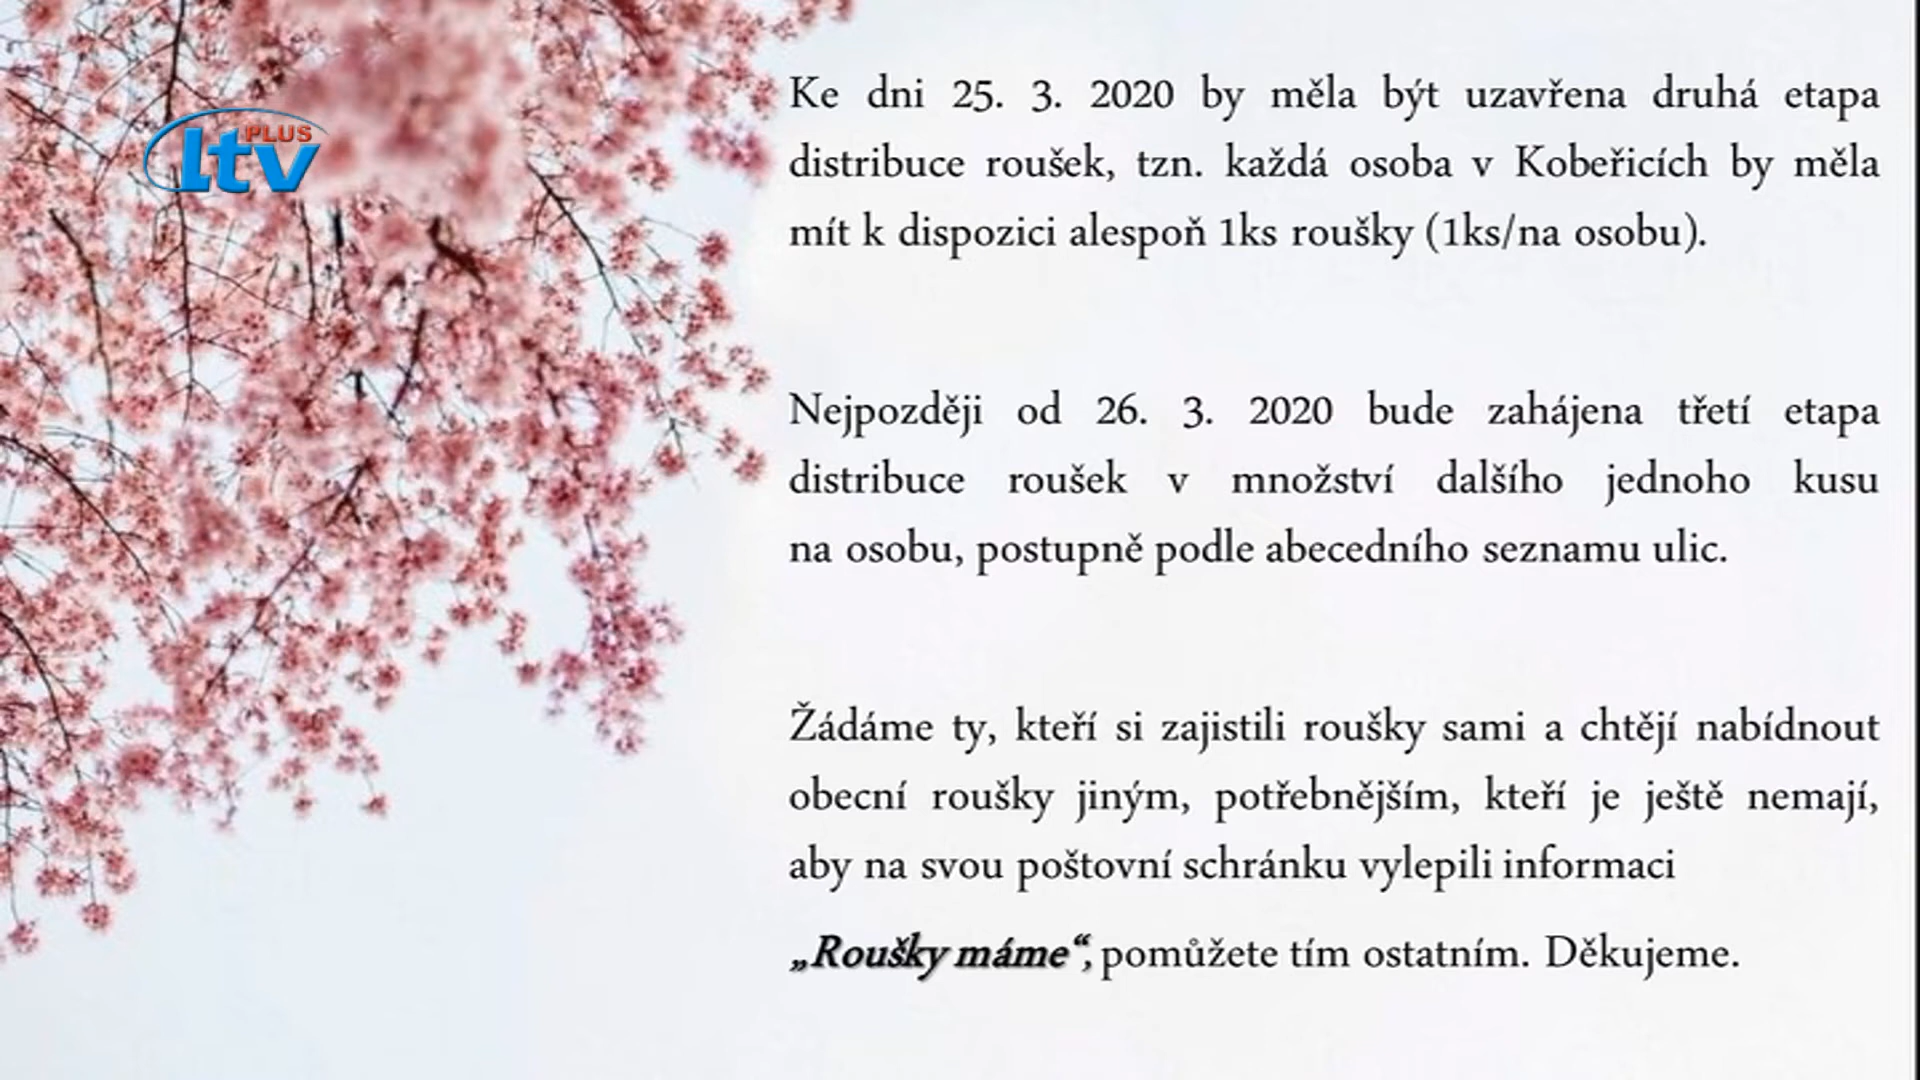 ltv PLUS
Ke dni 25. 3. 2020 by měla být uzavřena druhá etapa
distribuce roušek, tzn. každá osoba v Kobeřicích by měla
mít k dispozici alespoň 1ks roušky (1ks/na osobu).
Nejpozději od 26. 3. 2020 bude zahájena třetí etapa
distribuce roušek v množství dalšího jednoho kusu
na osobu, postupně podle abecedního seznamu ulic.
Žádáme ty, kteří si zajistili roušky sami a chtějí nabídnout
obecní roušky jiným, potřebnějším, kteří je ještě nemají,
aby na svou poštovní schránku vylepili informaci
„Roušky máme“, pomůžete tím ostatním. Děkujeme.